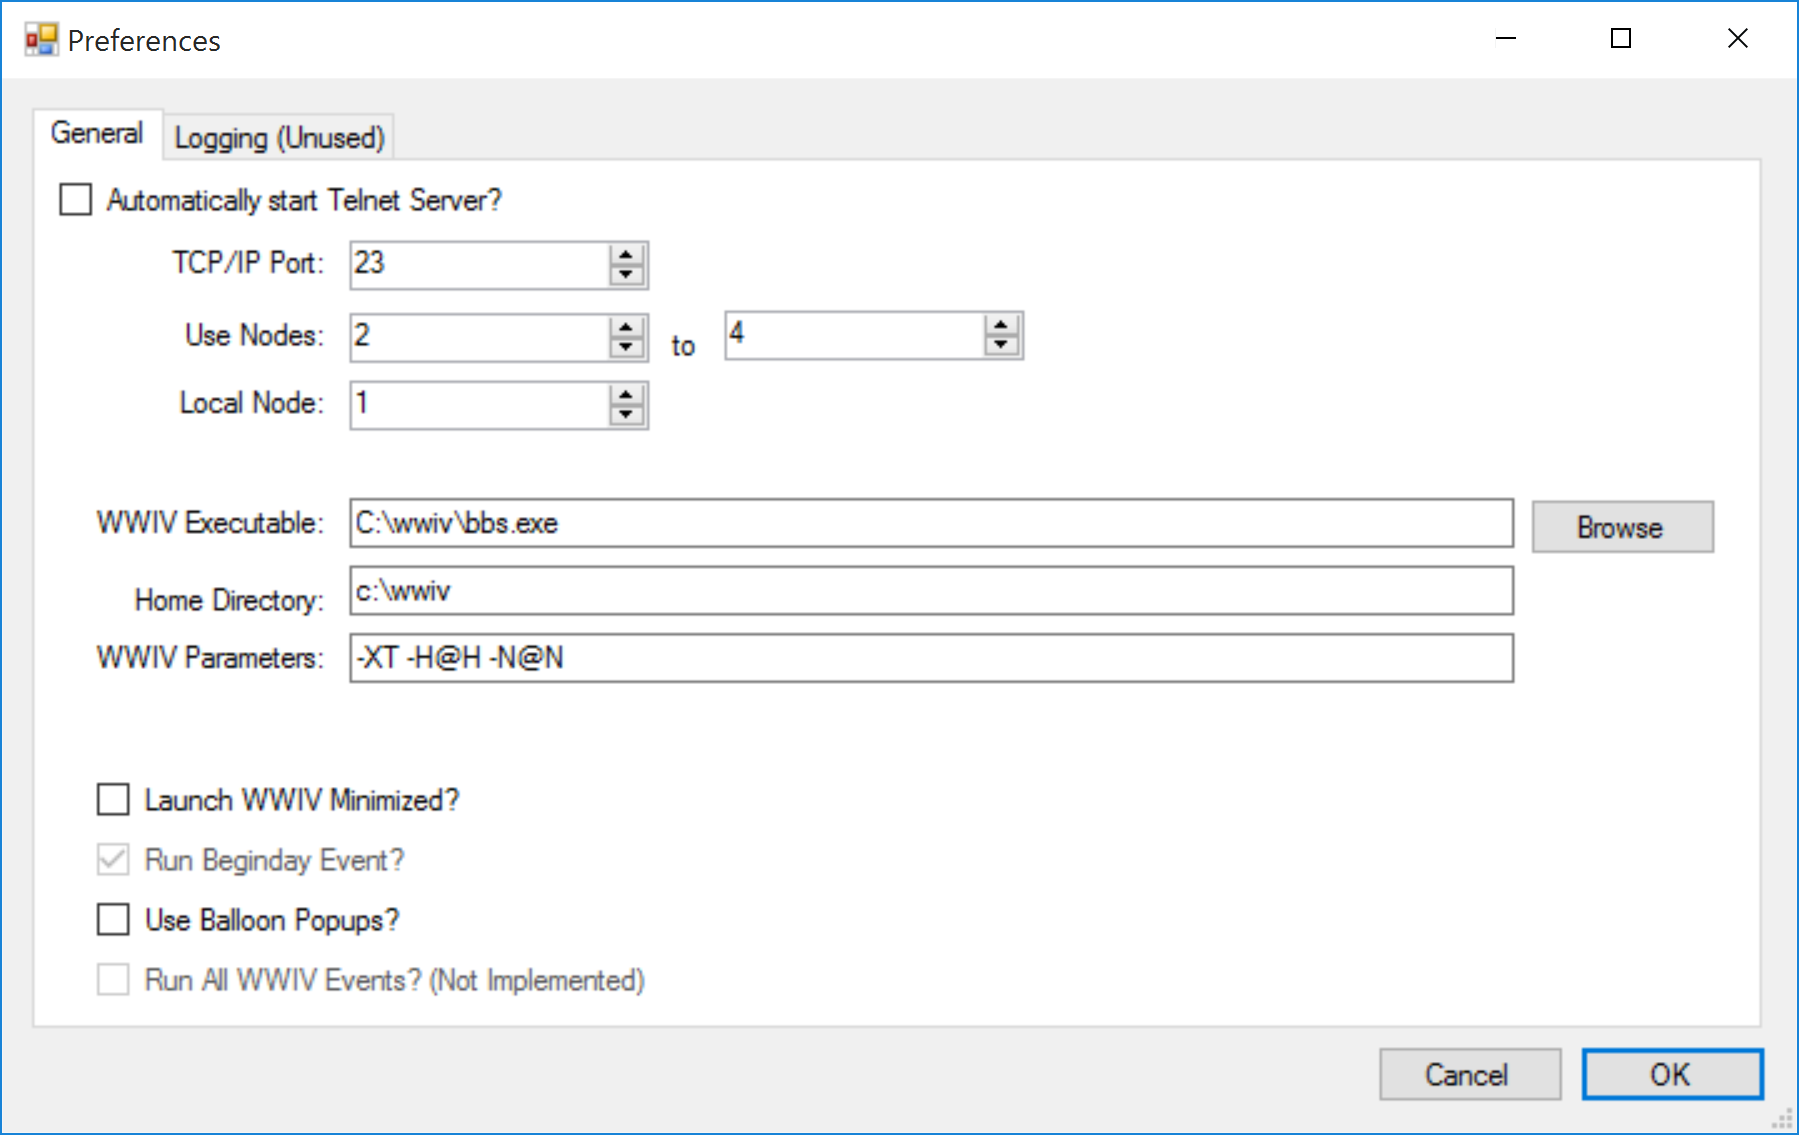 Preferences
General
Logging (Unused)
Automatically start Telnet Server?
TCP/IP Port: 23
Use Nodes: 2 to 4
Local Node: 1
WWIV Executable: C:\wwiv\bbs.exe Browse
Home Directory: c:\wwiv
WWIV Parameters: -XT -H@H -N@N
Launch WWIV Minimized?
Run Beginday Event?
Use Balloon Popups?
Run All WWIV Events? (Not Implemented)
Cancel OK